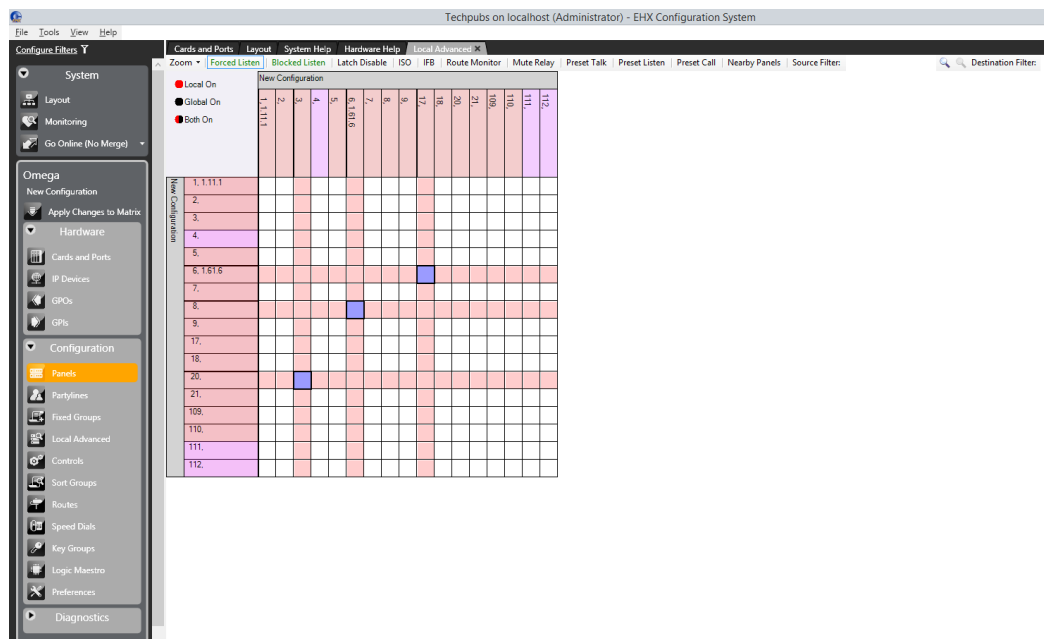 Techpubs on localhost (Administrator) - EHX Configuration System
File Tools View Help
Configure Filters
Cards and Ports Layout System Help Hardware Help Local Advanced
Zoom Forced Listen Blocked Listen Latch Disable ISO IFB Route Monitor Mute Relay Preset Talk Preset Listen Preset Call Nearby Panels Source Filter: Destination Filter:
System
Layout
Monitoring
Go Online (No Merge)
Omega
New Configuration
Apply Changes to Matrix
Hardware
Cards and Ports
IP Devices
GPOs
GPIs
Configuration
Panels
Partylines
Fixed Groups
Local Advanced
Controls
Sort Groups
Routes
Speed Dials
Key Groups
Logic Maestro
Preferences
Diagnostics
Local On
Global On
Both On
New Configuration
1, 1.11.1
2,
3,
4,
5,
6, 1.61.6
7,
8,
9,
17,
18,
20,
21,
109,
110,
111,
112,
New Configuration
1, 1.11.1
2,
3,
4,
5,
6, 1.61.6
7,
8,
9,
17,
18,
20,
21,
109,
110,
111,
112,